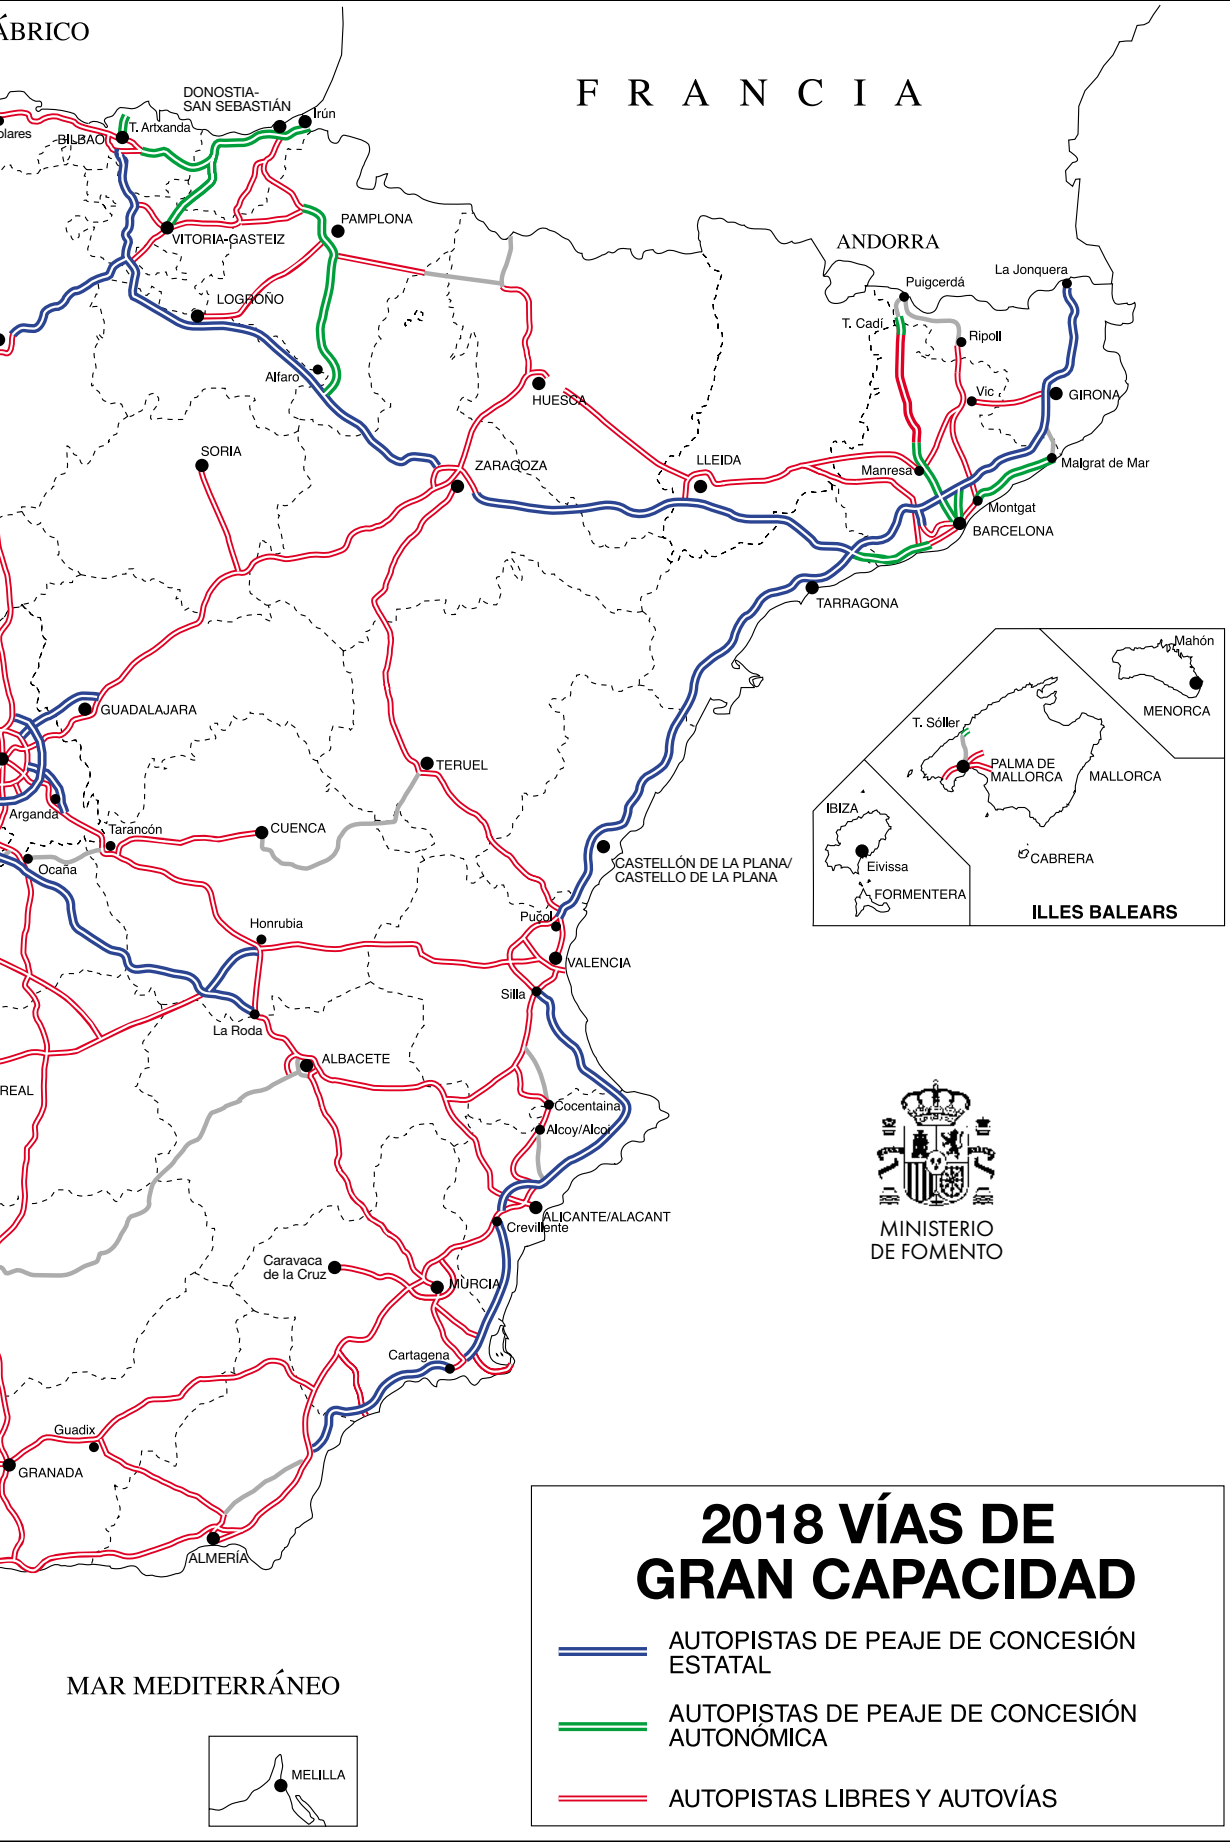 ÁBRICO
FRANCIA
DONOSTIA-
SAN SEBASTIÁN
Irún
T. Artxanda
olares
BILBAO
PAMPLONA
VITORIA-GASTEIZ
ANDORRA
La Jonquera
Puigcerdá
LOGROÑO
T. Cadí
Ripoll
Alfaro
HUESCA
Vic
GIRONA
SORIA
ZARAGOZA
LLEIDA
Manresa
Malgrat de Mar
Montgat
BARCELONA
TARRAGONA
Mahón
MENORCA
GUADALAJARA
T. Sóller
TERUEL
PALMA DE
MALLORCA
MALLORCA
Arganda
IBIZA
Tarancón
CUENCA
Ocaña
CASTELLÓN DE LA PLANA/
CASTELLO DE LA PLANA
CABRERA
Eivissa
FORMENTERA
ILLES BALEARS
Puçol
Honrubia
VALENCIA
Silla
La Roda
ALBACETE
REAL
Cocentaina
Alcoy/Alcoi
ALICANTE/ALACANT
Crevillente
MINISTERIO
DE FOMENTO
Caravaca
de la Cruz
MURCIA
Cartagena
Guadix
GRANADA
ALMERÍA
2018 VÍAS DE
GRAN CAPACIDAD
AUTOPISTAS DE PEAJE DE CONCESIÓN
ESTATAL
AUTOPISTAS DE PEAJE DE CONCESIÓN
AUTONÓMICA
AUTOPISTAS LIBRES Y AUTOVÍAS
MAR MEDITERRÁNEO
MELILLA